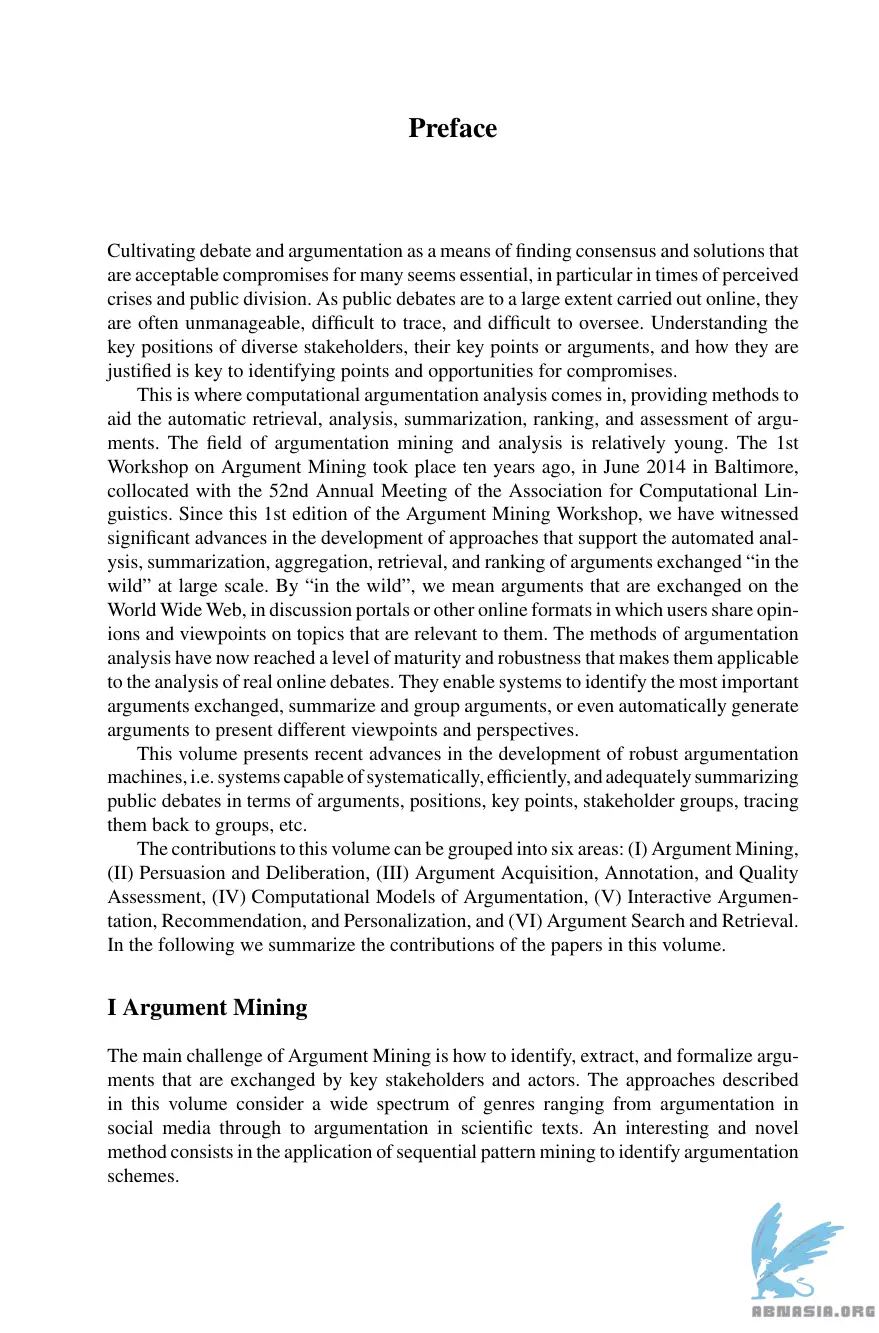 Preface
Cultivating debate and argumentation as a means of finding consensus and solutions that
are acceptable compromises for many seems essential, in particular in times of perceived
crises and public division. As public debates are to a large extent carried out online, they
are often unmanageable, difficult to trace, and difficult to oversee. Understanding the
key positions of diverse stakeholders, their key points or arguments, and how they are
justified is key to identifying points and opportunities for compromises.
This is where computational argumentation analysis comes in, providing methods to
aid the automatic retrieval, analysis, summarization, ranking, and assessment of argu-
ments. The field of argumentation mining and analysis is relatively young. The 1st
Workshop on Argument Mining took place ten years ago, in June 2014 in Baltimore,
collocated with the 52nd Annual Meeting of the Association for Computational Lin-
guistics. Since this 1st edition of the Argument Mining Workshop, we have witnessed
significant advances in the development of approaches that support the automated anal-
ysis, summarization, aggregation, retrieval, and ranking of arguments exchanged “in the
wild” at large scale. By “in the wild”, we mean arguments that are exchanged on the
World Wide Web, in discussion portals or other online formats in which users share opin-
ions and viewpoints on topics that are relevant to them. The methods of argumentation
analysis have now reached a level of maturity and robustness that makes them applicable
to the analysis of real online debates. They enable systems to identify the most important
arguments exchanged, summarize and group arguments, or even automatically generate
arguments to present different viewpoints and perspectives.
This volume presents recent advances in the development of robust argumentation
machines, i.e. systems capable of systematically, efficiently, and adequately summarizing
public debates in terms of arguments, positions, key points, stakeholder groups, tracing
them back to groups, etc.
The contributions to this volume can be grouped into six areas: (I) Argument Mining,
(II) Persuasion and Deliberation, (III) Argument Acquisition, Annotation, and Quality
Assessment, (IV) Computational Models of Argumentation, (V) Interactive Argumen-
tation, Recommendation, and Personalization, and (VI) Argument Search and Retrieval.
In the following we summarize the contributions of the papers in this volume.
I Argument Mining
The main challenge of Argument Mining is how to identify, extract, and formalize argu-
ments that are exchanged by key stakeholders and actors. The approaches described
in this volume consider a wide spectrum of genres ranging from argumentation in
social media through to argumentation in scientific texts. An interesting and novel
method consists in the application of sequential pattern mining to identify argumentation
schemes.
ABNASIA.ORG